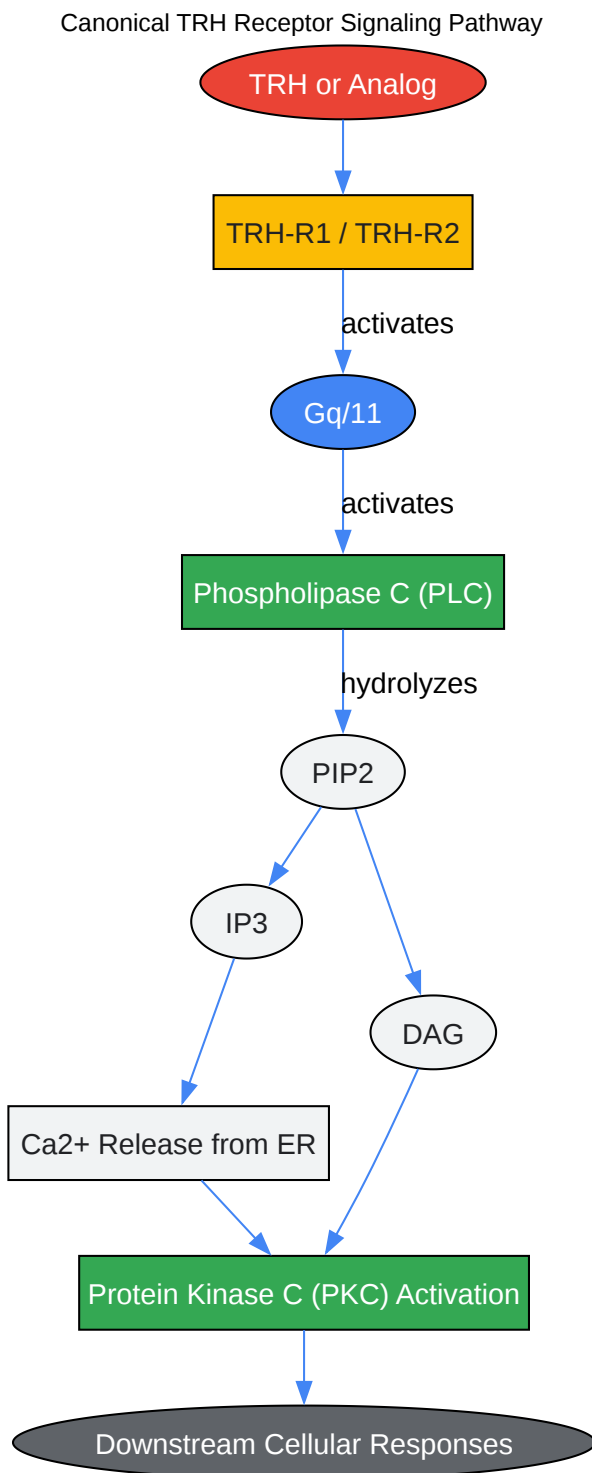 Canonical TRH Receptor Signaling Pathway
TRH or Analog
TRH-R1 / TRH-R2
activates
Gq/11
activates
Phospholipase C (PLC)
hydrolyzes
PIP2
IP3
DAG
Ca2+ Release from ER
Protein Kinase C (PKC) Activation
Downstream Cellular Responses